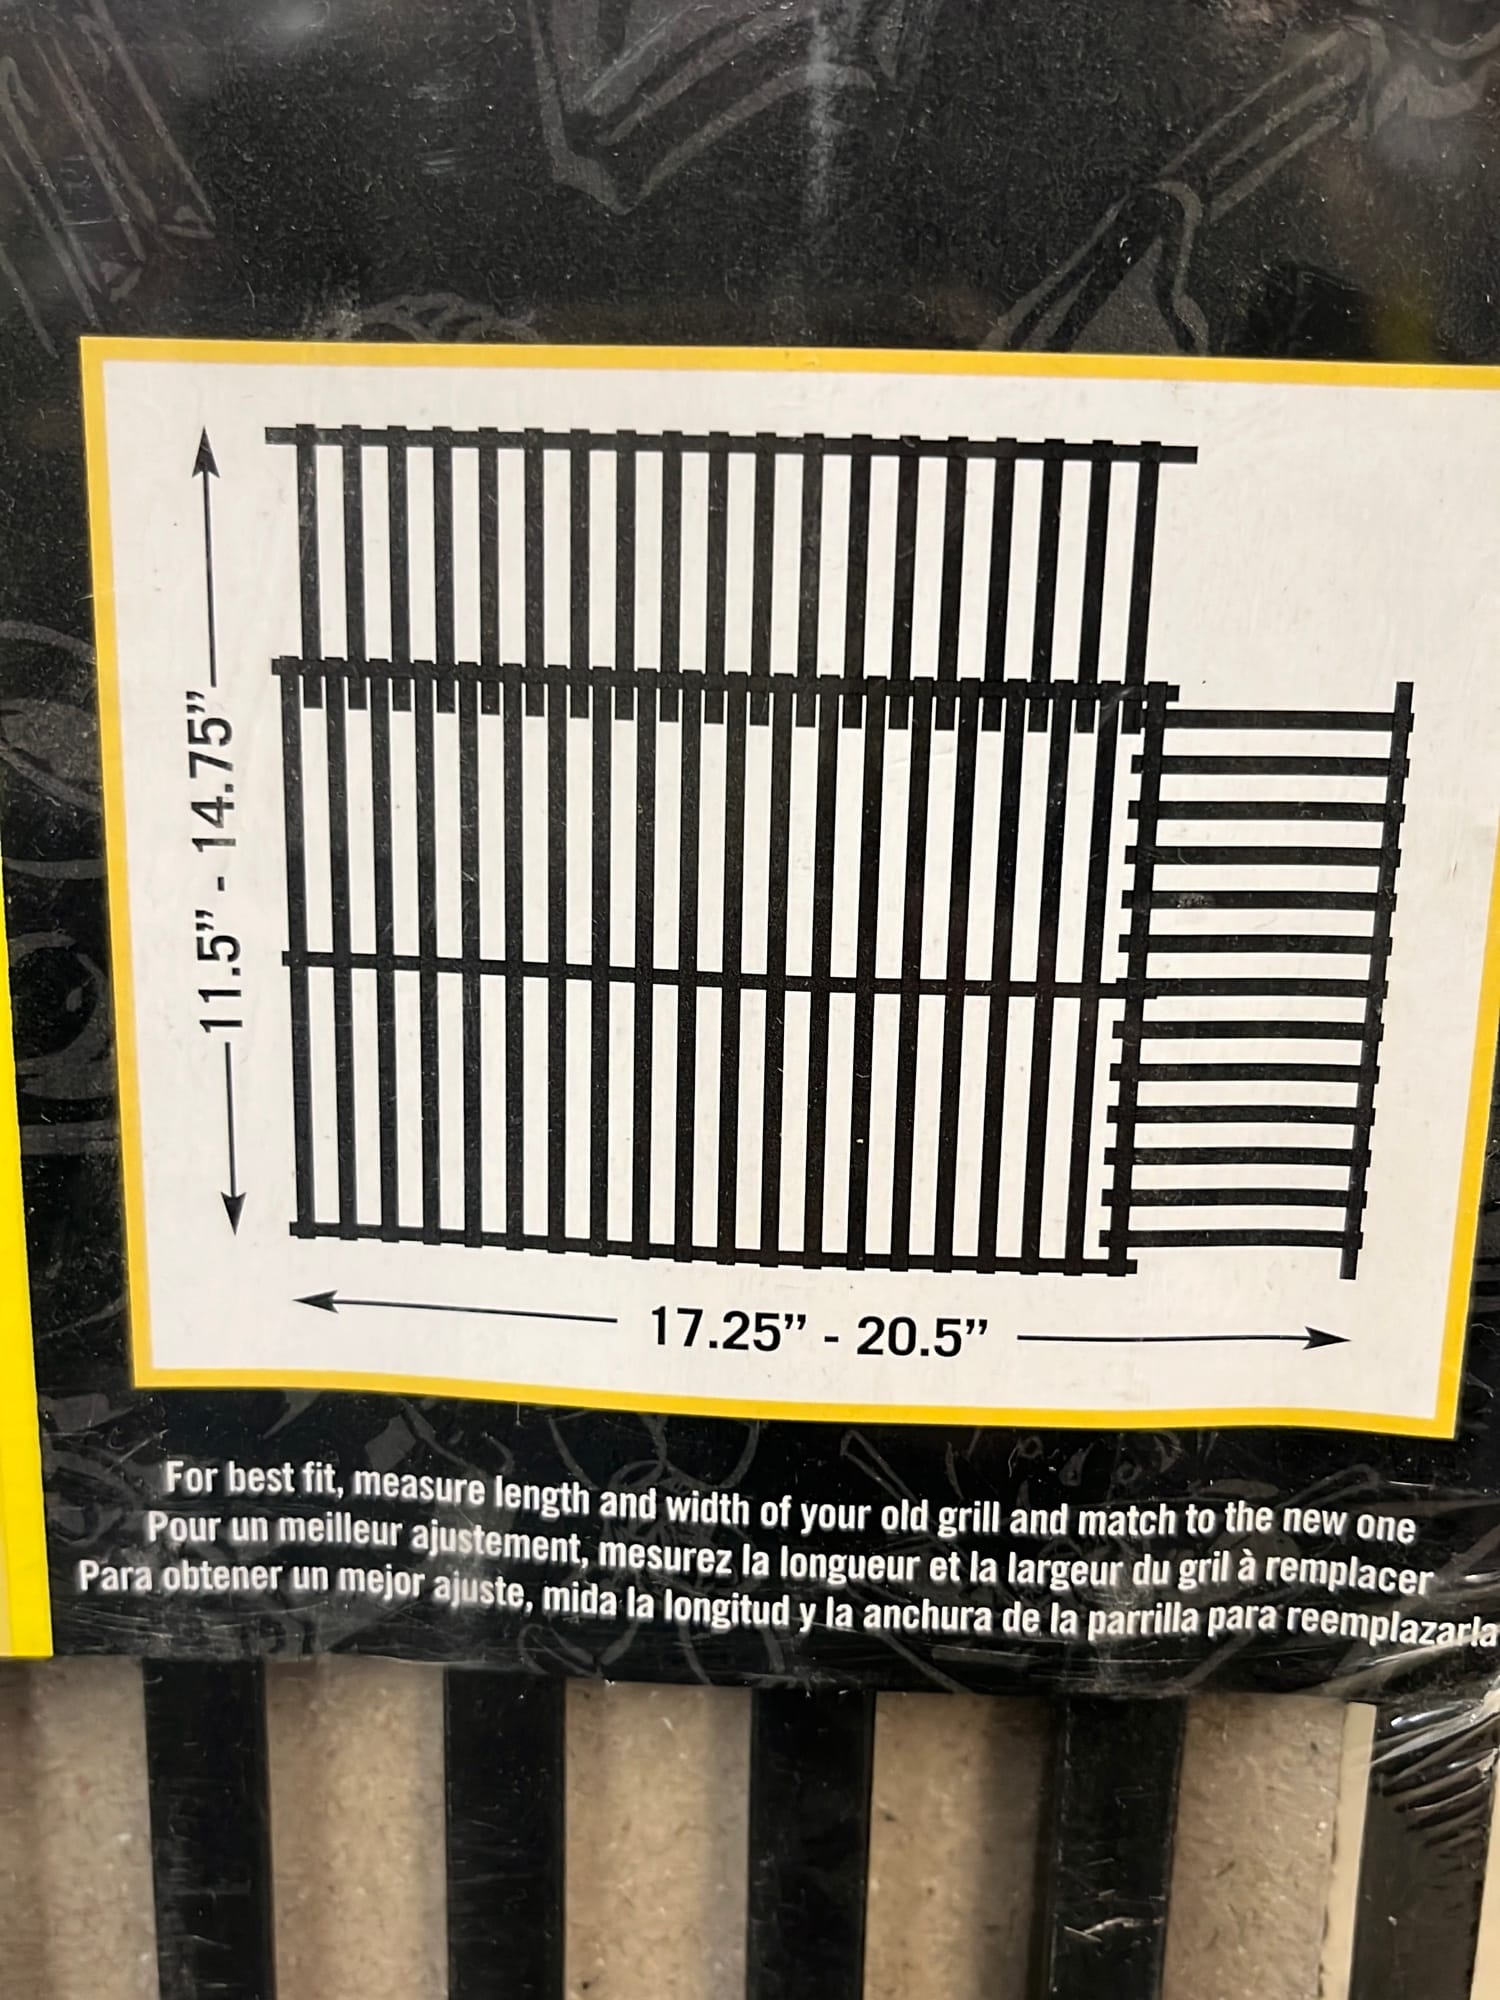 11.5” - 14.75”
17.25” - 20.5”
For best fit, measure length and width of your old grill and match to the new one
Pour un meilleur ajustement, mesurez la longueur et la largeur du gril à remplacer
Para obtener un mejor ajuste, mida la longitud y la anchura de la parrilla para reemplazarla